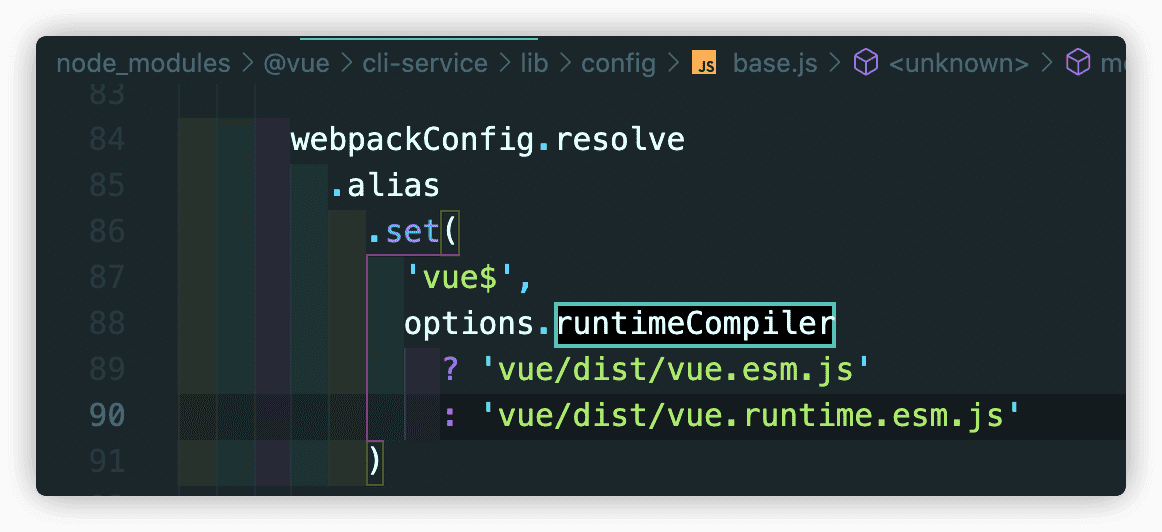 node_modules > @vue > cli-service > lib > config > JS base.js > <unknown> >
83
84 webpackConfig.resolve
85 .alias
86 .set(
87 'vue$',
88 options.runtimeCompiler
89 ? 'vue/dist/vue.esm.js'
90 : 'vue/dist/vue.runtime.esm.js'
91 )